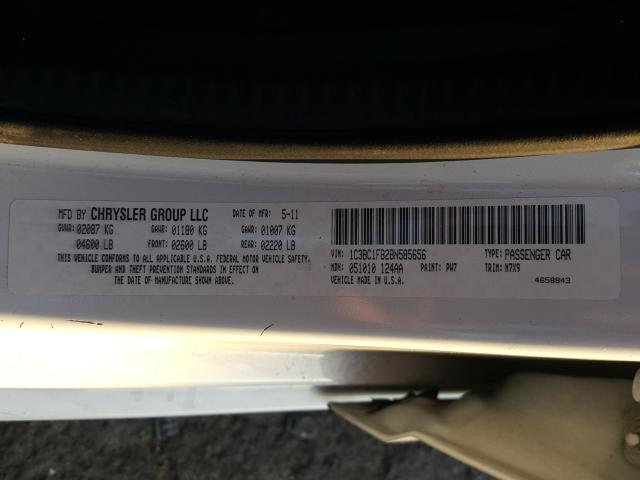 MFD BY CHRYSLER GROUP LLC DATE OF MFR: 5-11
GVWR: 02087 KG GAWR: 01180 KG GAWR: 01007 KG
04600 LB FRONT: 02600 LB REAR: 02220 LB
THIS VEHICLE CONFORMS TO ALL APPLICABLE U.S.A. FEDERAL MOTOR VEHICLE SAFETY,
BUMPER AND THEFT PREVENTION STANDARDS IN EFFECT ON
THE DATE OF MANUFACTURE SHOWN ABOVE.
VIN: 1C3BC1FB2BN585656 TYPE: PASSENGER CAR
MDH: 051010 124AA PAINT: PW7 TRIM: M7X9
VEHICLE MADE IN U.S.A. 4658843